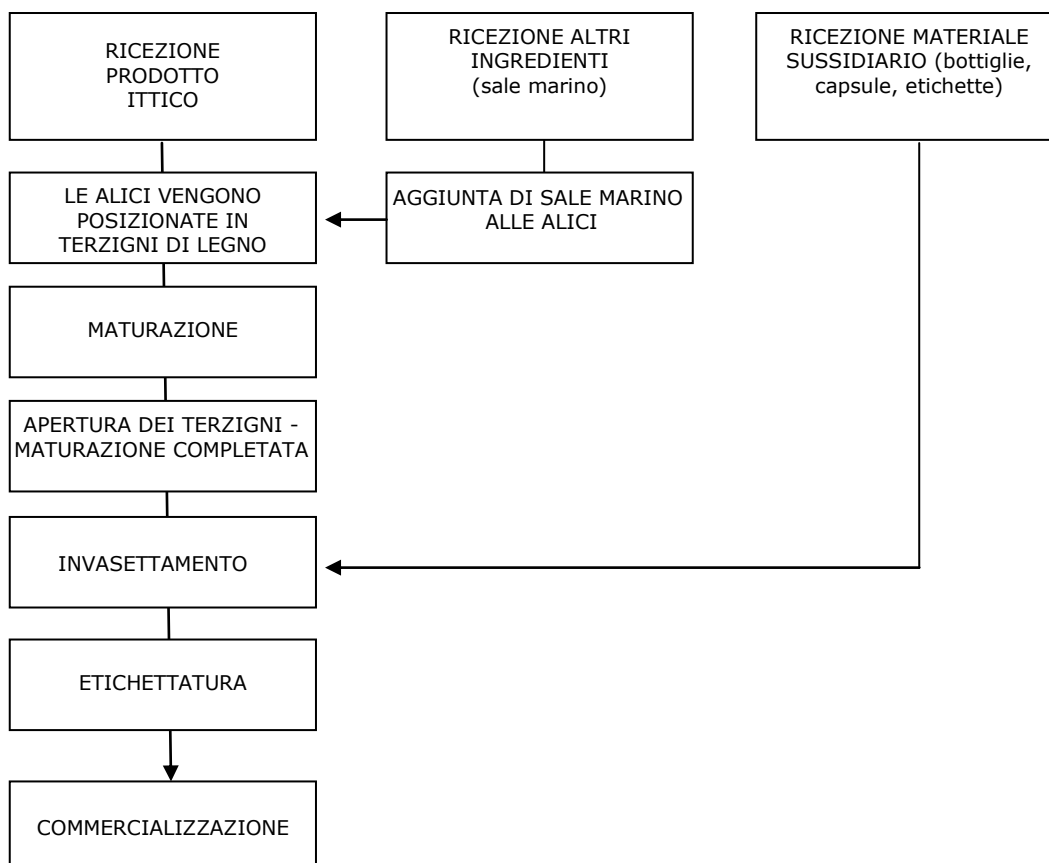 RICEZIONE
PRODOTTO
ITTICO
RICEZIONE ALTRI
INGREDIENTI
(sale marino)
RICEZIONE MATERIALE
SUSSIDIARIO (bottiglie,
capsule, etichette)
LE ALICI VENGONO
POSIZIONATE IN
TERZIGNI DI LEGNO
AGGIUNTA DI SALE MARINO
ALLE ALICI
MATURAZIONE
APERTURA DEI TERZIGNI -
MATURAZIONE COMPLETATA
INVASETTAMENTO
ETICHETTATURA
COMMERCIALIZZAZIONE